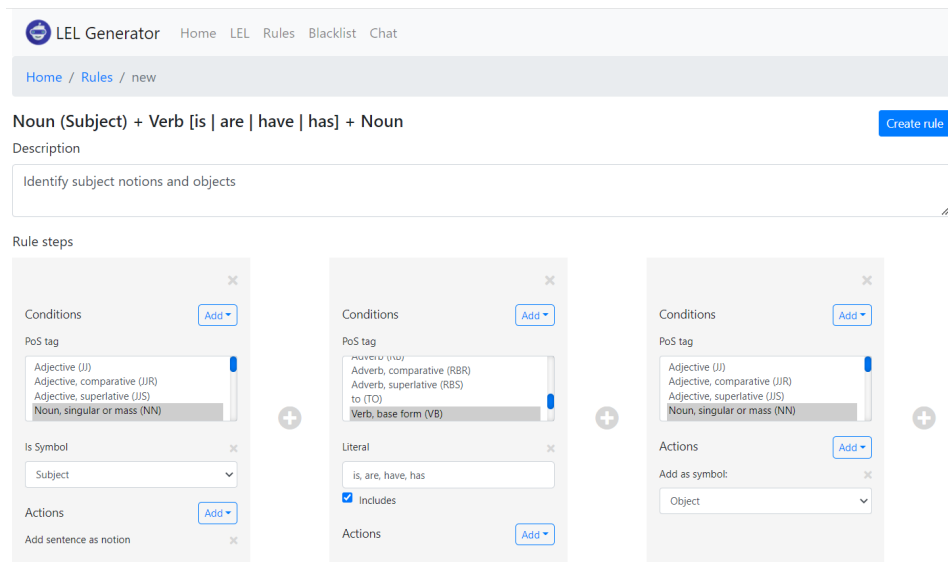 LEL Generator Home LEL Rules Blacklist Chat
Home / Rules / new
Noun (Subject) + Verb [is | are | have | has] + Noun
Create rule
Description
Identify subject notions and objects
Rule steps
Conditions
Add
PoS tag
Adjective (JJ)
Adjective, comparative (JJR)
Adjective, superlative (JJS)
Noun, singular or mass (NN)
Is Symbol
Subject
Actions
Add
Add sentence as notion
Conditions
Add
PoS tag
Adverb (RB)
Adverb, comparative (RBR)
Adverb, superlative (RBS)
to (TO)
Verb, base form (VB)
Literal
is, are, have, has
Includes
Actions
Add
Conditions
Add
PoS tag
Adjective (JJ)
Adjective, comparative (JJR)
Adjective, superlative (JJS)
Noun, singular or mass (NN)
Actions
Add
Add as symbol:
Object